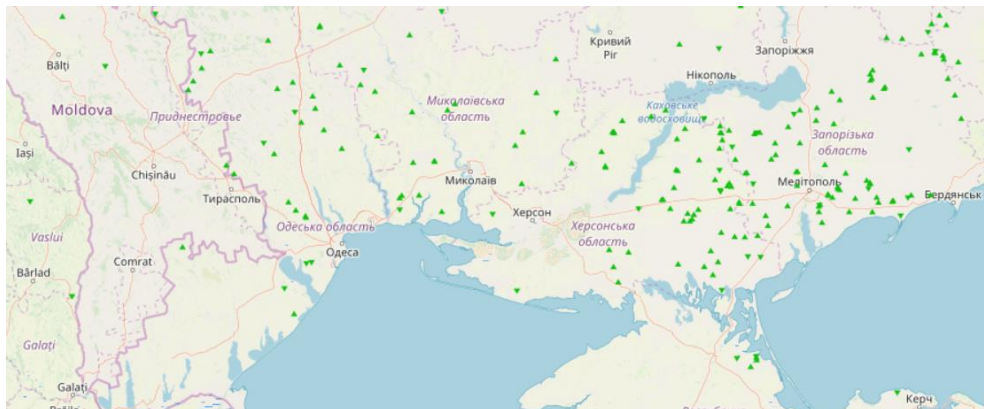 Кривий
Ріг
Запоріжжя
Bălți
Нікополь
Moldova
Приднестровье
Миколаївська
область
Каховське
водосховище
Запорізька
область
Iași
Chișinău
Тирасполь
Миколаїв
Мелітополь
Бердянськ
Vaslui
Одеська область
Херсон
Херсонська
область
Одеса
Comrat
Bârlad
Galați
Galați
Керч